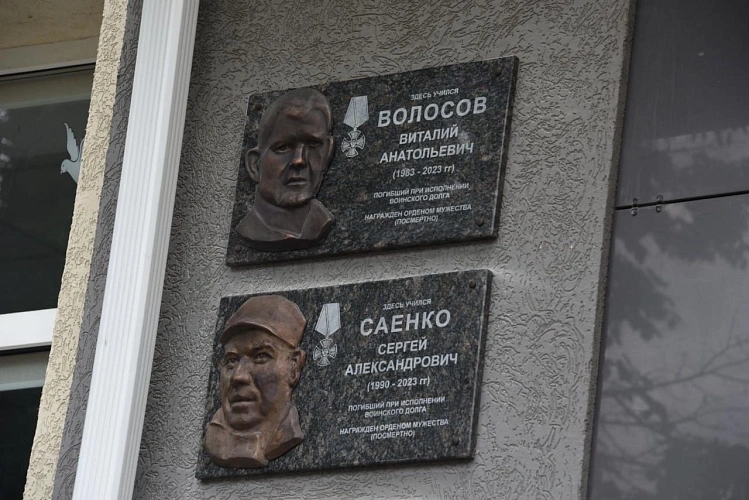 ЗДЕСЬ УЧИЛСЯ
ВОЛОСОВ
ВИТАЛИЙ
АНАТОЛЬЕВИЧ
(1983 - 2023 гг)
ПОГИБШИЙ ПРИ ИСПОЛНЕНИИ
ВОИНСКОГО ДОЛГА
НАГРАЖДЕН ОРДЕНОМ МУЖЕСТВА
(ПОСМЕРТНО)
ЗДЕСЬ УЧИЛСЯ
САЕНКО
СЕРГЕЙ
АЛЕКСАНДРОВИЧ
(1990 - 2023 гг)
ПОГИБШИЙ ПРИ ИСПОЛНЕНИИ
ВОИНСКОГО ДОЛГА
НАГРАЖДЕН ОРДЕНОМ МУЖЕСТВА
(ПОСМЕРТНО)